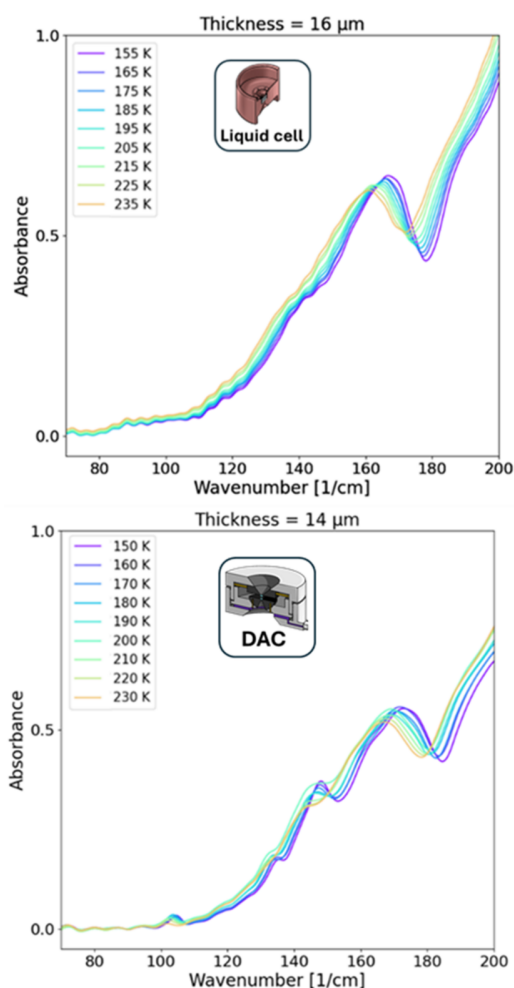 Thickness = 16 μm
1.0
155 K
165 K
175 K
185 K
195 K
205 K
215 K
225 K
235 K
Liquid cell
Absorbance
0.5
0.0
80 100 120 140 160 180 200
Wavenumber [1/cm]
Thickness = 14 μm
1.0
150 K
160 K
170 K
180 K
190 K
200 K
210 K
220 K
230 K
DAC
Absorbance
0.5
0.0
80 100 120 140 160 180 200
Wavenumber [1/cm]